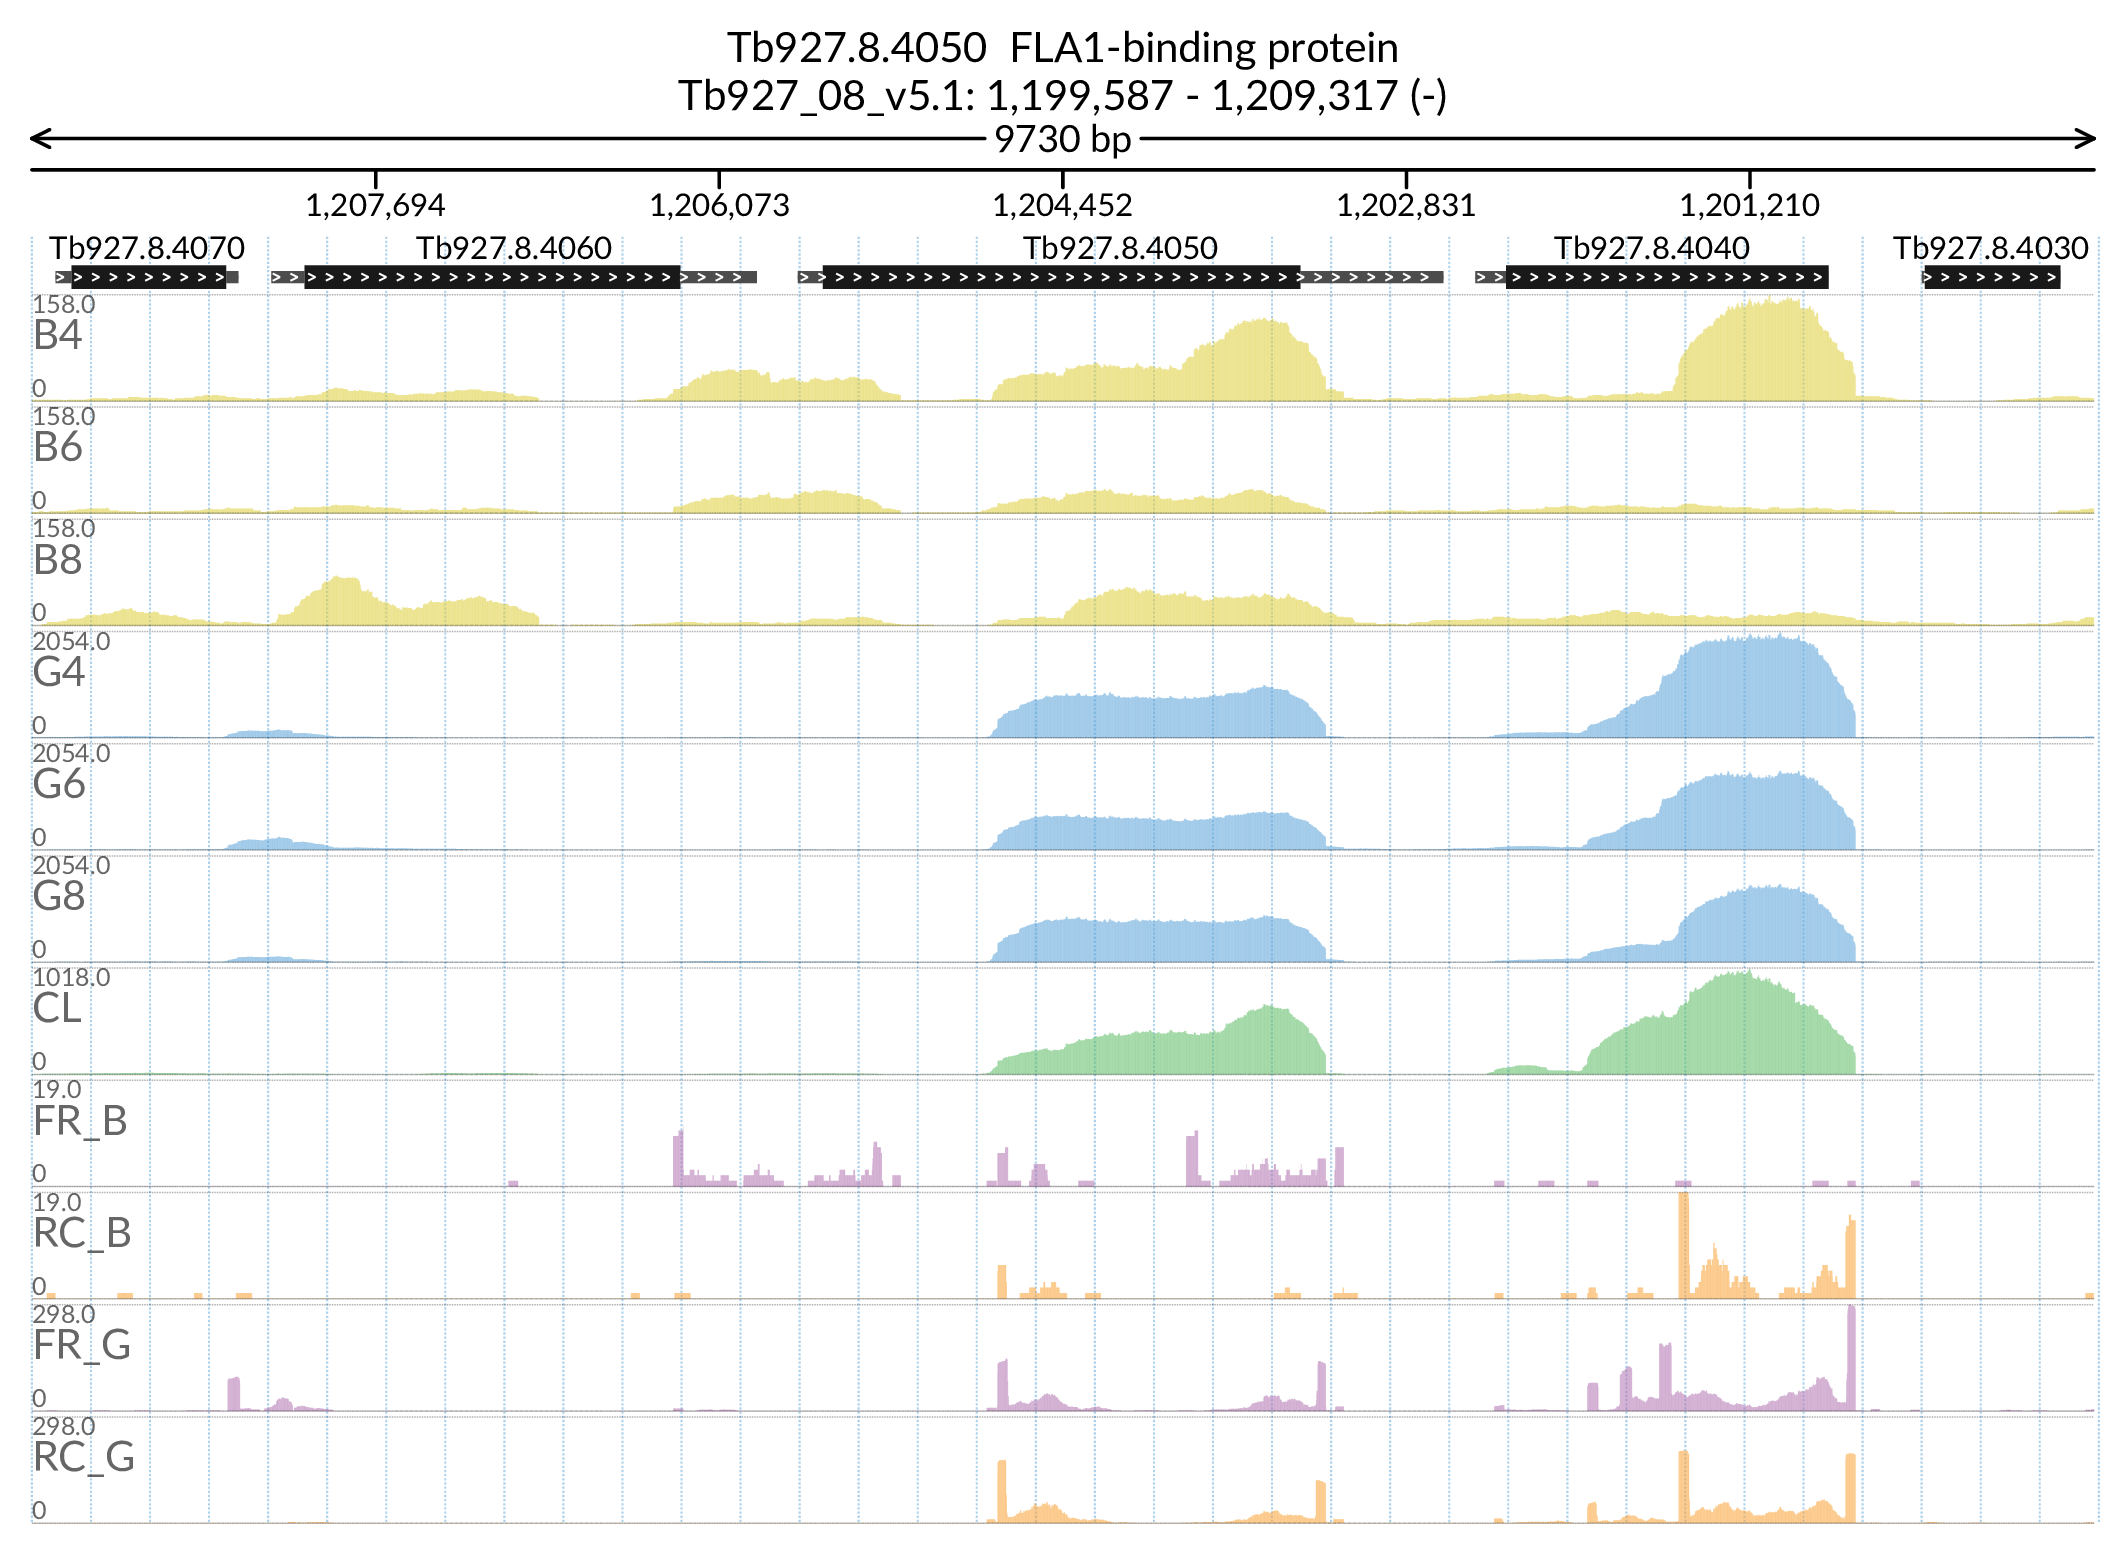 Tb927.8.4050 FLA1-binding protein
Tb927_08_v5.1: 1,199,587 - 1,209,317 (-)
9730 bp
1,207,694 1,206,073 1,204,452 1,202,831 1,201,210
Tb927.8.4070 Tb927.8.4060 Tb927.8.4050 Tb927.8.4040 Tb927.8.4030
158.0
B4
0
158.0
B6
0
158.0
B8
0
2054.0
G4
0
2054.0
G6
0
2054.0
G8
0
1018.0
CL
0
19.0
FR_B
0
19.0
RC_B
0
298.0
FR_G
0
298.0
RC_G
0